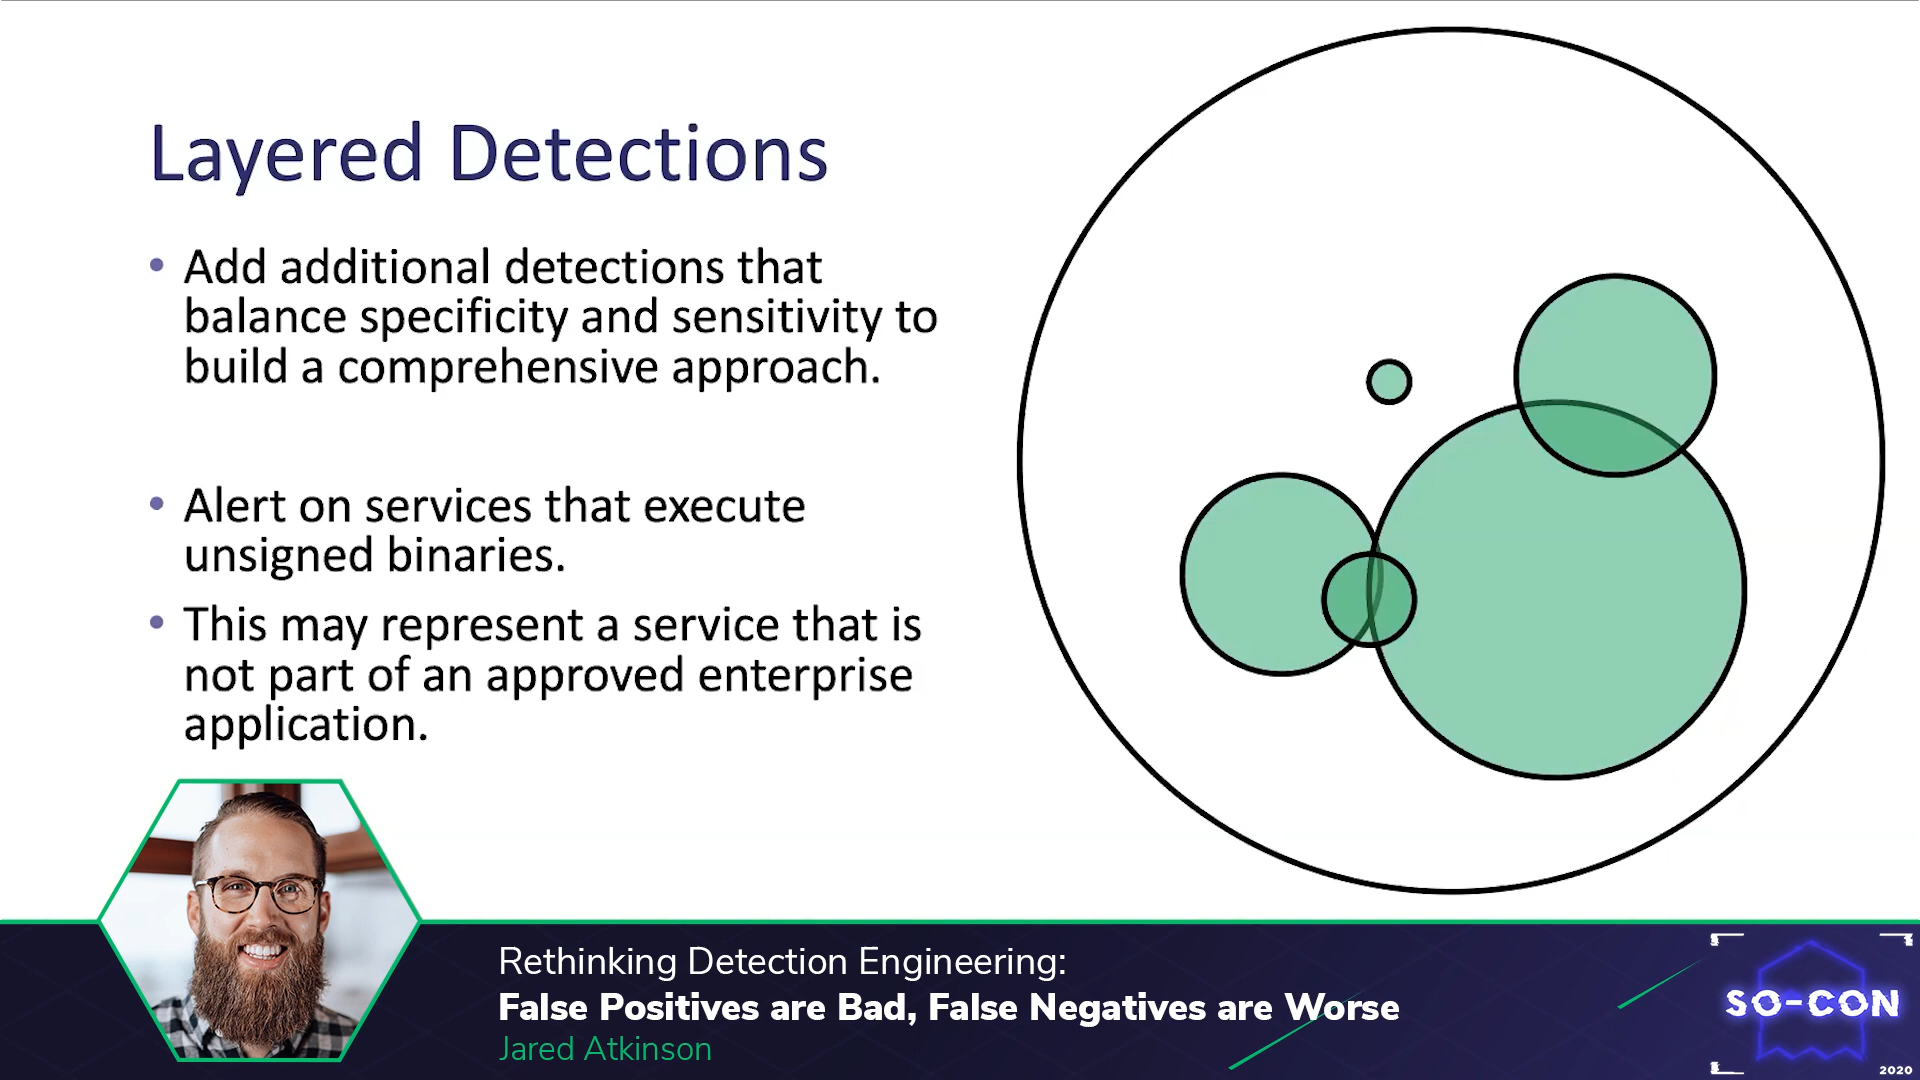 Layered Detections
• Add additional detections that
balance specificity and sensitivity to
build a comprehensive approach.
• Alert on services that execute
unsigned binaries.
• This may represent a service that is
not part of an approved enterprise
application.
Rethinking Detection Engineering:
False Positives are Bad, False Negatives are Worse
Jared Atkinson
SO-CON
2020